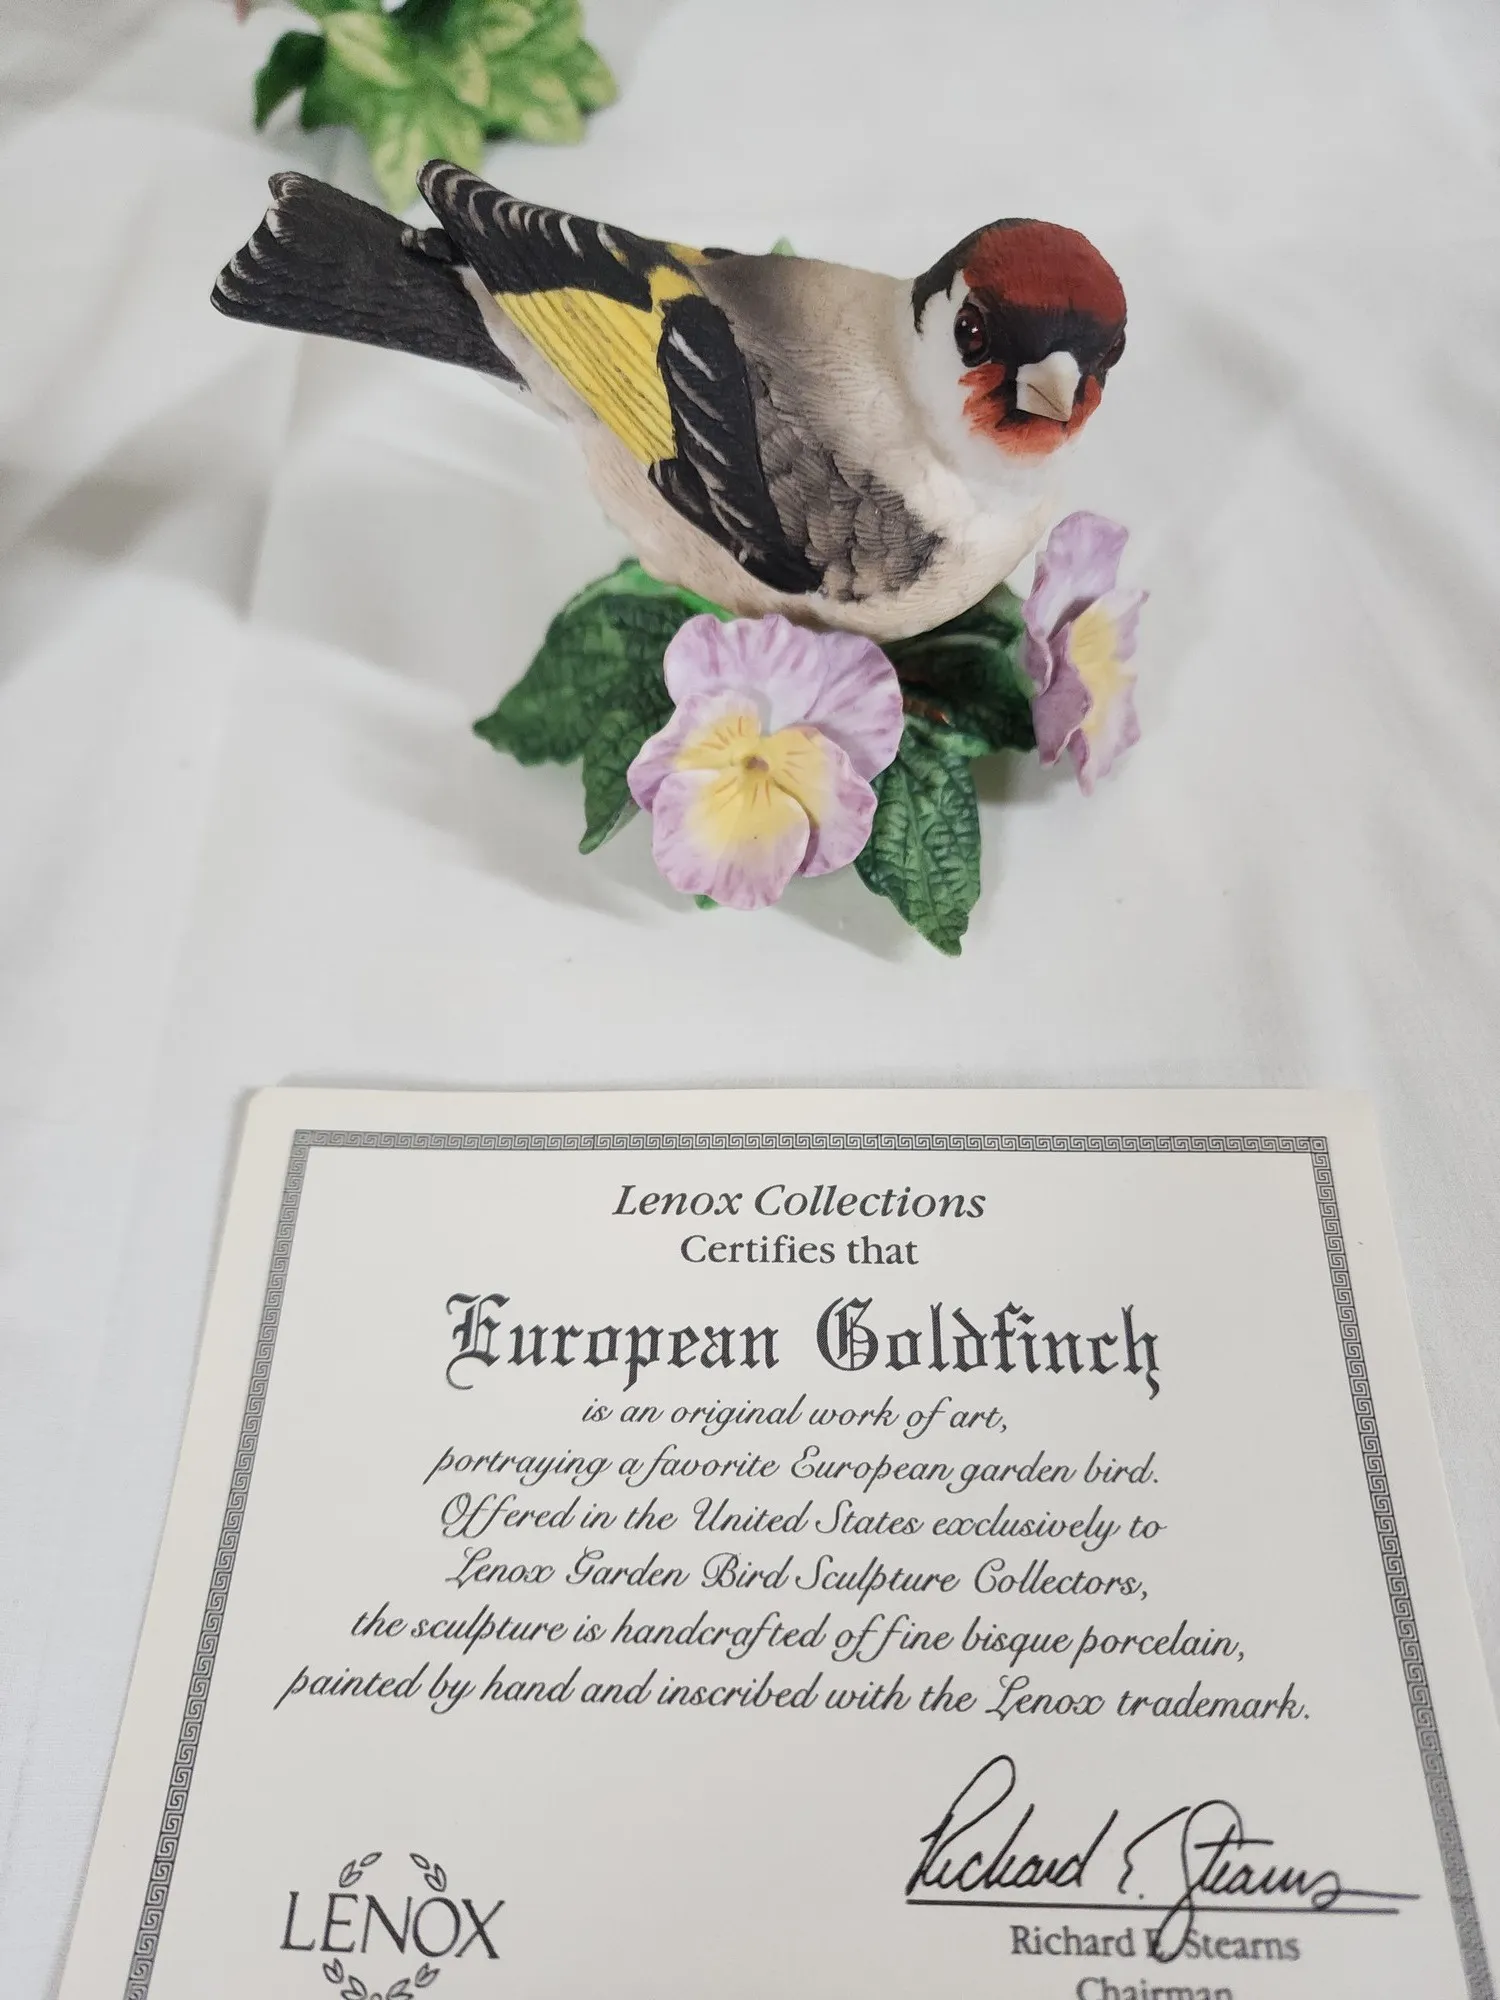 Lenox Collections
Certifies that
European Goldfinch
is an original work of art,
portraying a favorite European garden bird.
Offered in the United States exclusively to
Lenox Garden Bird Sculpture Collectors,
the sculpture is handcrafted of fine bisque porcelain,
painted by hand and inscribed with the Lenox trademark.
Richard E. Stearns
LENOX
Richard E. Stearns
Chairman